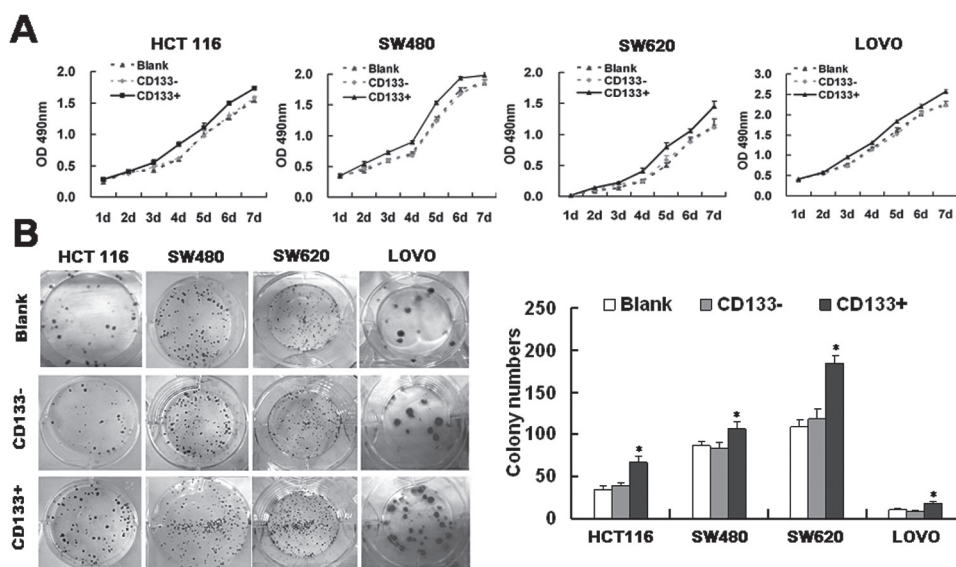 A
HCT 116
SW480
SW620
LOVO
Blank
CD133-
CD133+
Blank
CD133-
CD133+
Blank
CD133-
CD133+
Blank
CD133-
CD133+
OD 490nm
2.0
1.5
1.0
0.5
0.0
1d 2d 3d 4d 5d 6d 7d
OD 490nm
2.0
1.5
1.0
0.5
0.0
1d 2d 3d 4d 5d 6d 7d
OD 490nm
2.0
1.5
1.0
0.5
0.0
1d 2d 3d 4d 5d 6d 7d
OD 490nm
3.0
2.5
2.0
1.5
1.0
0.5
0.0
1d 2d 3d 4d 5d 6d 7d
B
HCT 116 SW480 SW620 LOVO
Blank
CD133-
CD133+
Blank CD133- CD133+
Colony numbers
250
200
150
100
50
0
* * * *
HCT116 SW480 SW620 LOVO